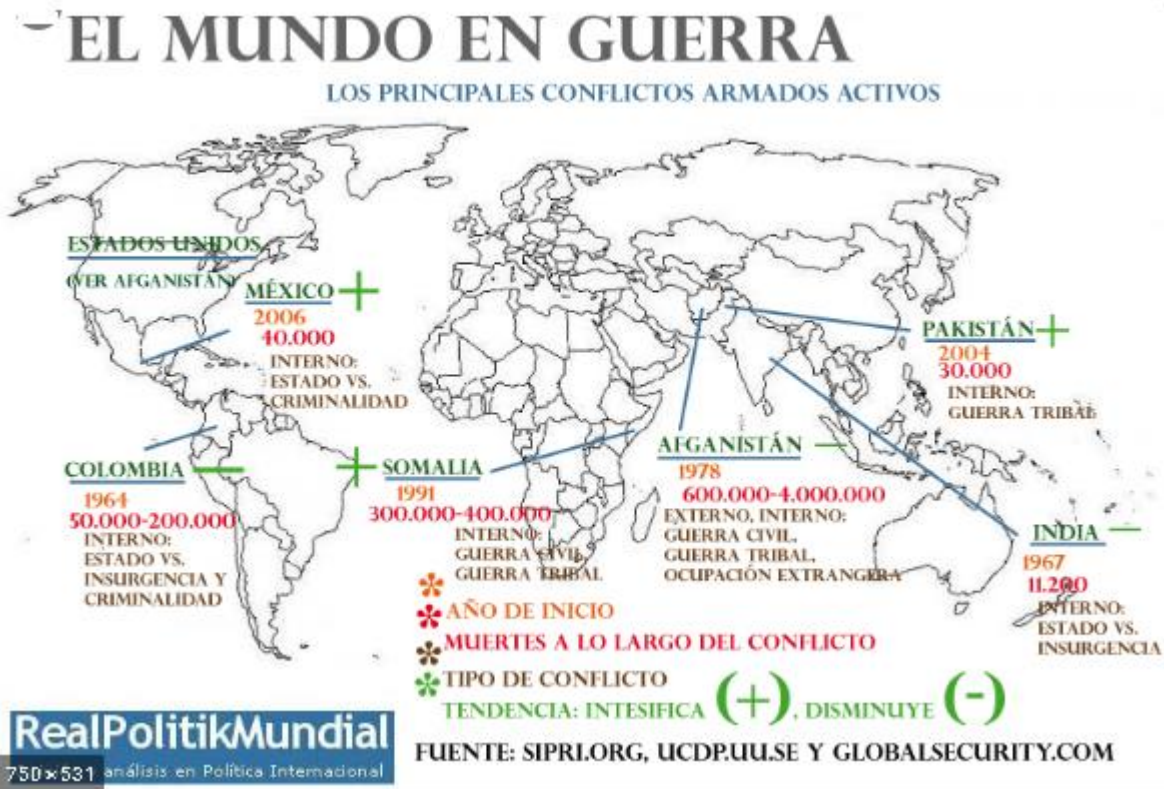 EL MUNDO EN GUERRA
LOS PRINCIPALES CONFLICTOS ARMADOS ACTIVOS
ESTADOS UNIDOS
(VER AFGANISTÁN)
MÉXICO +
2006
40.000
INTERNO:
ESTADO VS.
CRIMINALIDAD
PAKISTÁN +
2004
30.000
INTERNO:
GUERRA TRIBAL
COLOMBIA -
1964
50.000-200.000
INTERNO:
ESTADO VS.
INSURGENCIA Y
CRIMINALIDAD
+ SOMALIA
1991
300.000-400.000
INTERNO:
GUERRA CIVIL,
GUERRA TRIBAL
AFGANISTÁN -
1978
600.000-4.000.000
EXTERNO, INTERNO:
GUERRA CIVIL,
GUERRA TRIBAL,
OCUPACIÓN EXTRANGERA
INDIA -
1967
11.200
INTERNO:
ESTADO VS.
INSURGENCIA
* AÑO DE INICIO
* MUERTES A LO LARGO DEL CONFLICTO
* TIPO DE CONFLICTO
* TENDENCIA: INTESIFICA (+), DISMINUYE (-)
RealPolitikMundial
análisis en Política Internacional
750 × 531
FUENTE: SIPRI.ORG, UCDP.UU.SE Y GLOBALSECURITY.COM